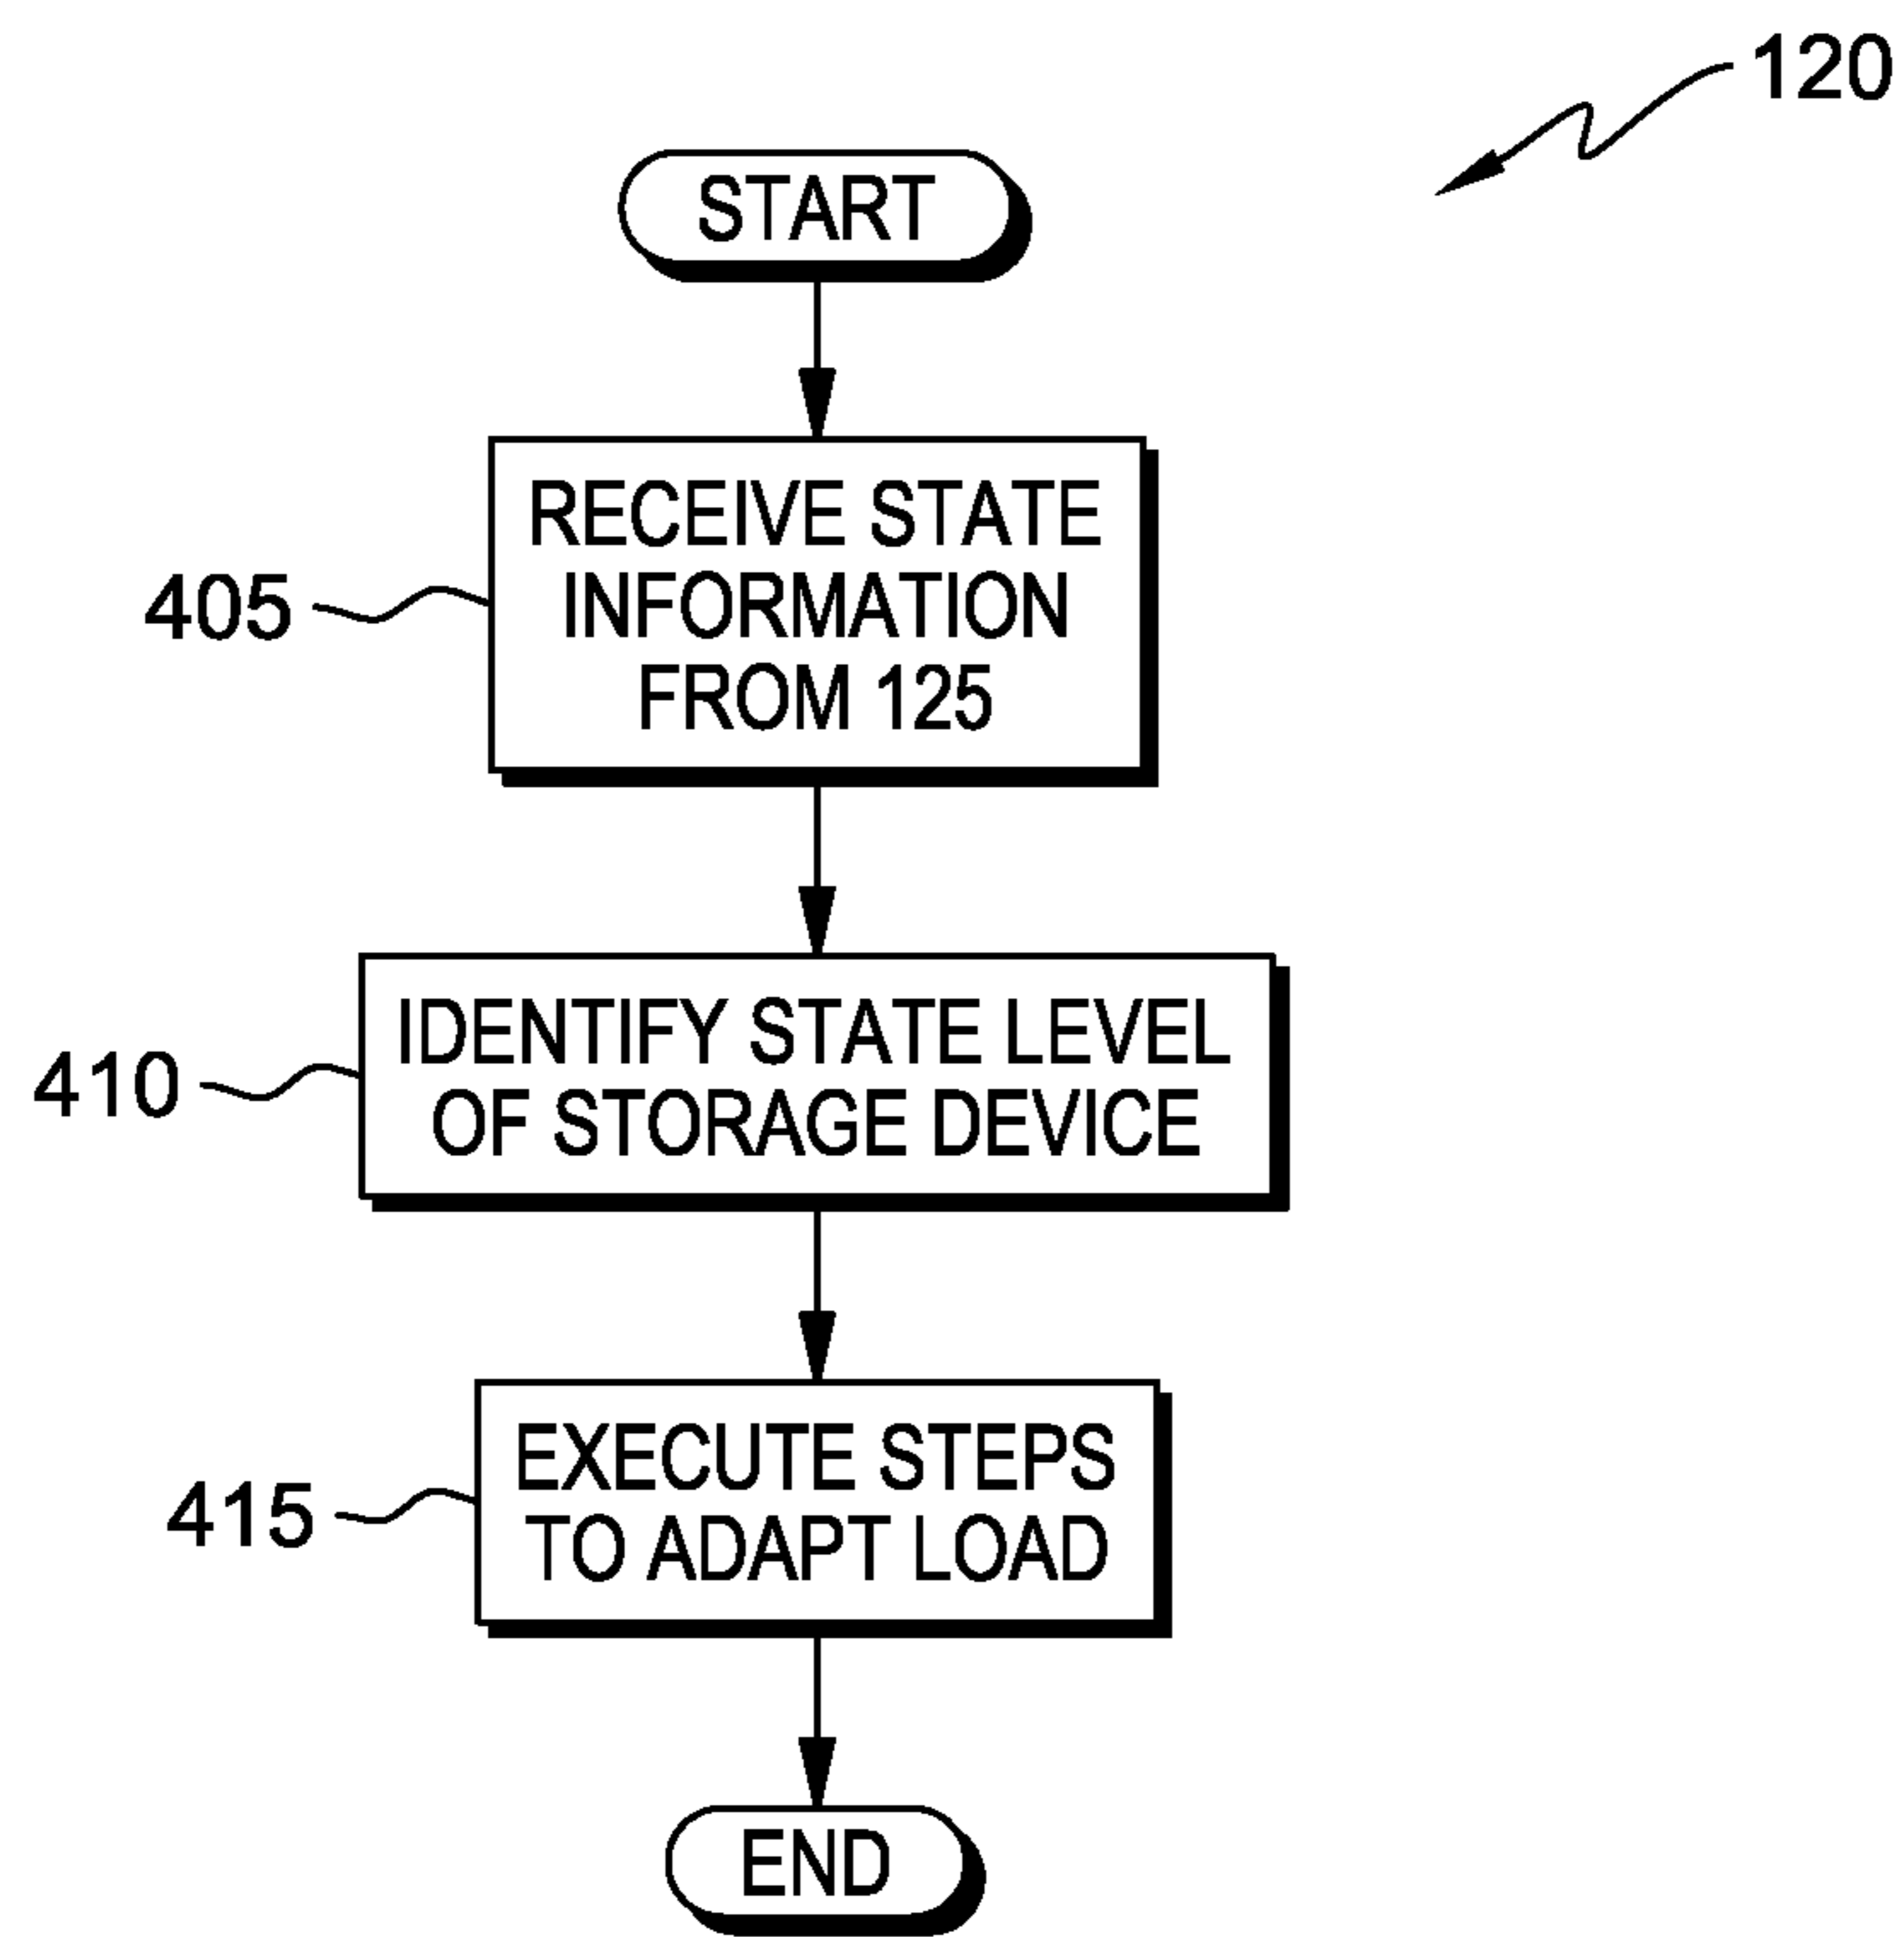 120
START
RECEIVE STATE
INFORMATION
FROM 125
405
IDENTIFY STATE LEVEL
OF STORAGE DEVICE
410
EXECUTE STEPS
TO ADAPT LOAD
415
END